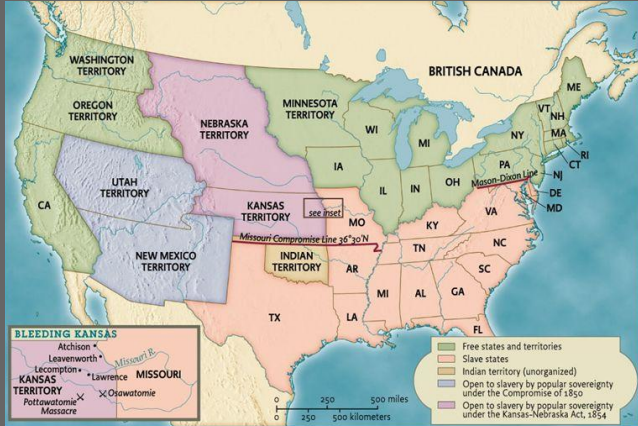 WASHINGTON
TERRITORY
OREGON
TERRITORY
NEBRASKA
TERRITORY
MINNESOTA
TERRITORY
BRITISH CANADA
ME
VT
NH
MA
NY
WI
MI
RI
CT
PA
NJ
Mason-Dixon Line
DE
MD
IA
IL
IN
OH
UTAH
TERRITORY
CA
KANSAS
TERRITORY
see inset
MO
VA
KY
Missouri Compromise Line 36°30'N
NEW MEXICO
TERRITORY
INDIAN
TERRITORY
AR
TN
NC
SC
MI
AL
GA
TX
LA
FL
BLEEDING KANSAS
Atchison
Leavenworth
Lecompton
Lawrence
Missouri R.
MISSOURI
KANSAS
TERRITORY
Osawatomie
Pottawatomie
Massacre
0 250 500 miles
0 250 500 kilometers
Free states and territories
Slave states
Indian territory (unorganized)
Open to slavery by popular sovereignty
under the Compromise of 1850
Open to slavery by popular sovereignty
under the Kansas-Nebraska Act, 1854